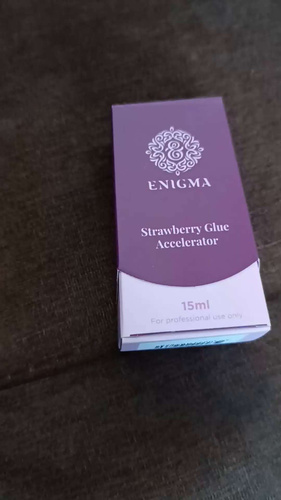 ENIGMA
Strawberry Glue
Accelerator
15ml
For professional use only